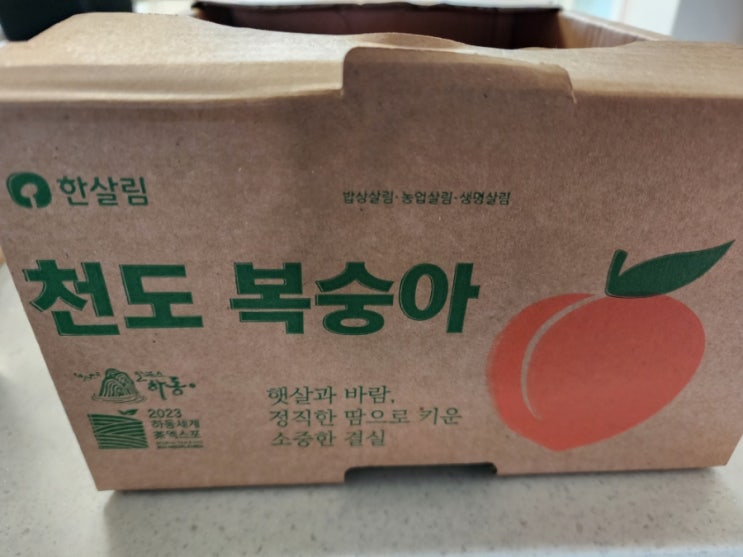 한살림
밥상살림·농업살림·생명살림
천도 복숭아
하동
2023
하동세계
茶엑스포
햇살과 바람,
정직한 땀으로 키운
소중한 결실